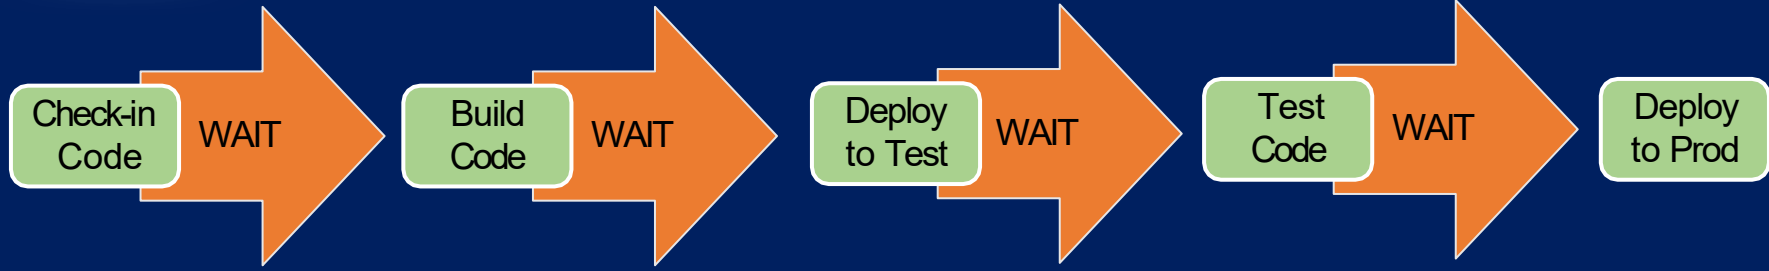 Check-in
Code
WAIT
Build
Code
WAIT
Deploy
to Test
WAIT
Test
Code
WAIT
Deploy
to Prod